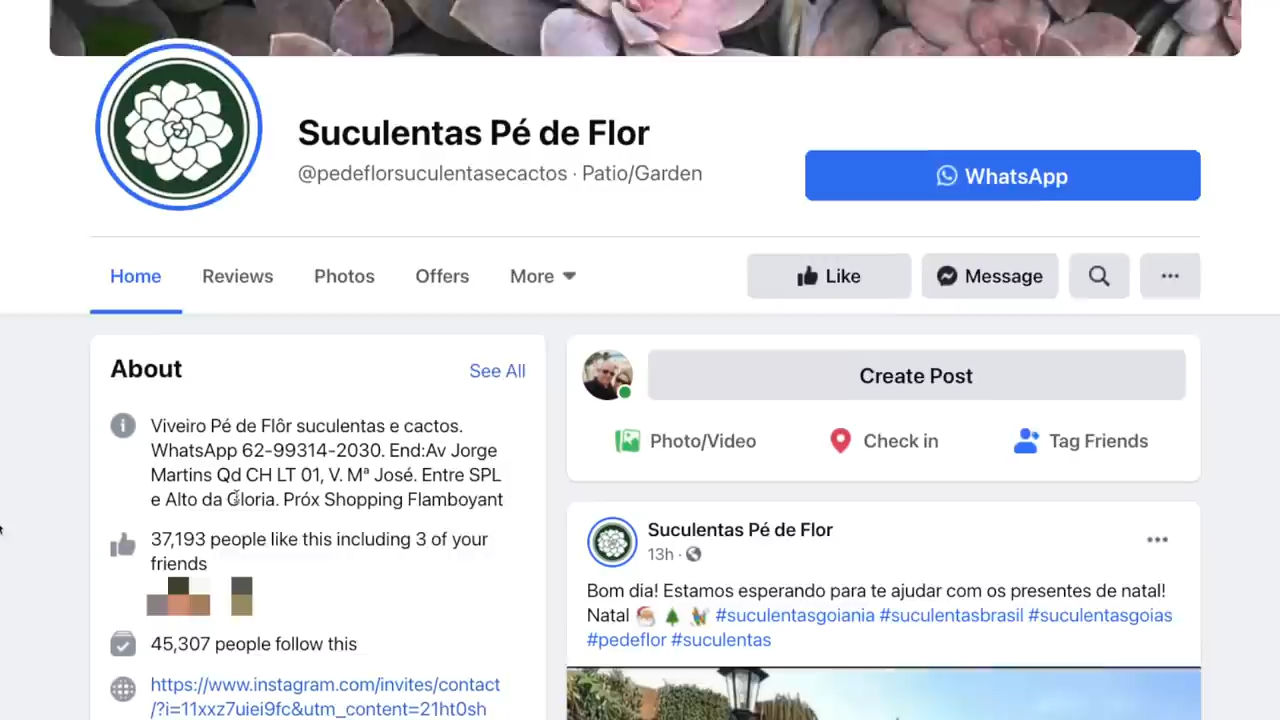 Suculentas Pé de Flor
@pedeflorsuculentasecactos · Patio/Garden
WhatsApp
Home Reviews Photos Offers More
Like Message ...
About See All
Viveiro Pé de Flôr suculentas e cactos.
WhatsApp 62-99314-2030. End:Av Jorge
Martins Qd CH LT 01, V. Mª José. Entre SPL
e Alto da Gloria. Próx Shopping Flamboyant
37,193 people like this including 3 of your
friends
45,307 people follow this
https://www.instagram.com/invites/contact
/?i=11xxz7uiei9fc&utm_content=21ht0sh
Create Post
Photo/Video Check in Tag Friends
Suculentas Pé de Flor
13h ·
Bom dia! Estamos esperando para te ajudar com os presentes de natal!
Natal 🎅 🎄 #suculentasgoiania #suculentasbrasil #suculentasgoias
#pedeflor #suculentas